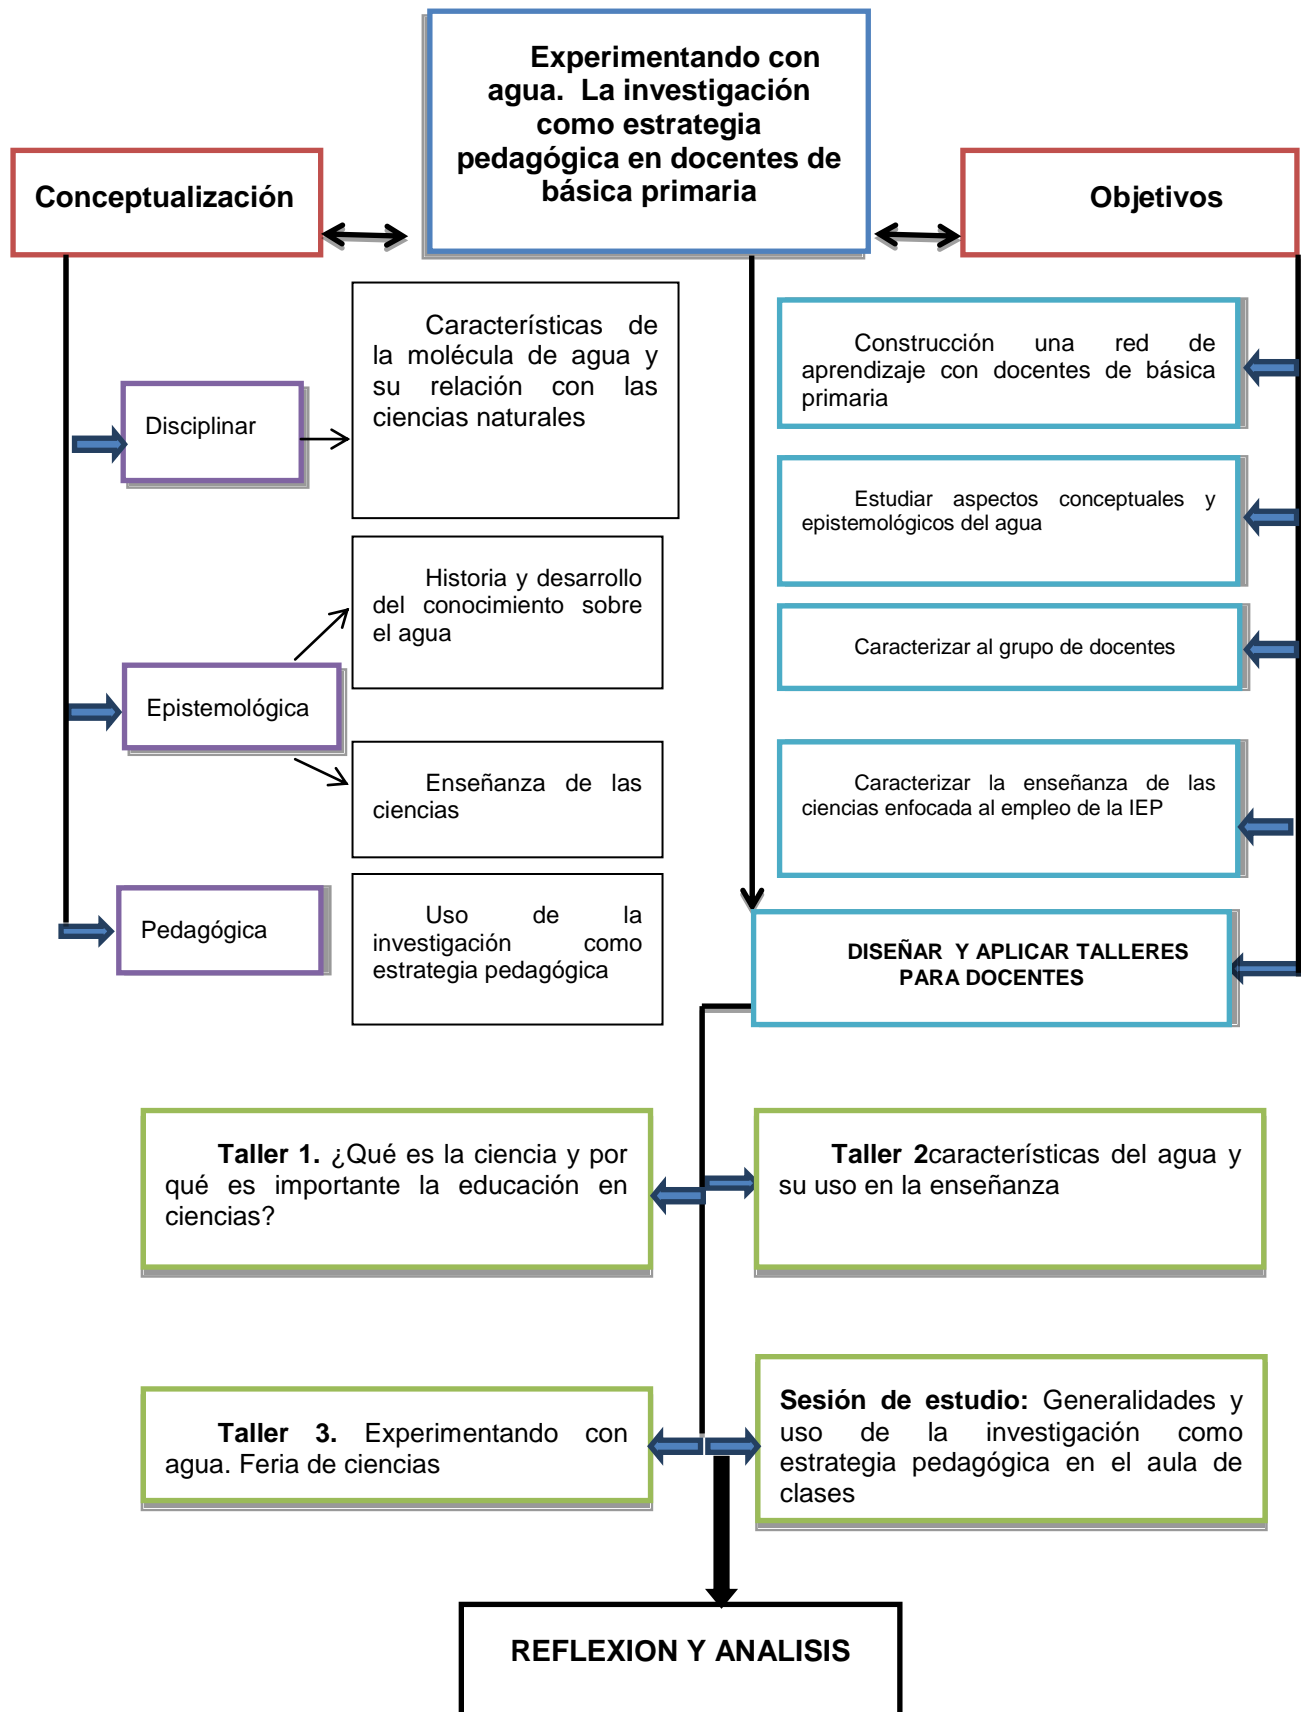 Experimentando con
agua. La investigación
como estrategia
pedagógica en docentes de
básica primaria
Conceptualización
Objetivos
Características de
la molécula de agua y
su relación con las
ciencias naturales
Disciplinar
Historia y desarrollo
del conocimiento sobre
el agua
Epistemológica
Enseñanza de las
ciencias
Pedagógica
Uso de la
investigación como
estrategia pedagógica
Construcción una red de
aprendizaje con docentes de básica
primaria
Estudiar aspectos conceptuales y
epistemológicos del agua
Caracterizar al grupo de docentes
Caracterizar la enseñanza de las
ciencias enfocada al empleo de la IEP
DISEÑAR Y APLICAR TALLERES
PARA DOCENTES
Taller 1. ¿Qué es la ciencia y por
qué es importante la educación en
ciencias?
Taller 2características del agua y
su uso en la enseñanza
Taller 3. Experimentando con
agua. Feria de ciencias
Sesión de estudio: Generalidades y
uso de la investigación como
estrategia pedagógica en el aula de
clases
REFLEXION Y ANALISIS